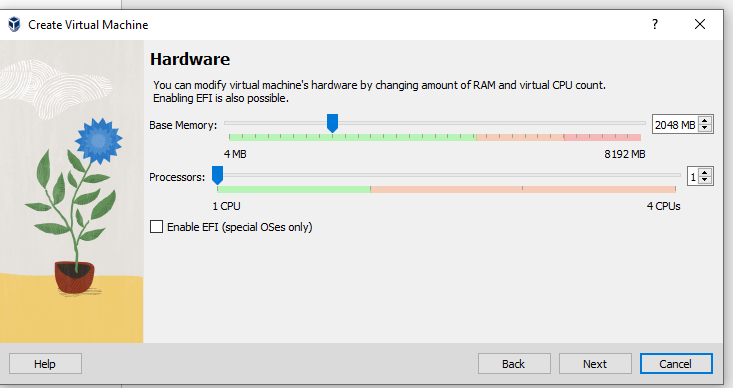 Create Virtual Machine
?
Hardware
You can modify virtual machine's hardware by changing amount of RAM and virtual CPU count.
Enabling EFI is also possible.
Base Memory: 2048 MB
4 MB 8192 MB
Processors: 1
1 CPU 4 CPUs
Enable EFI (special OSes only)
Help Back Next Cancel